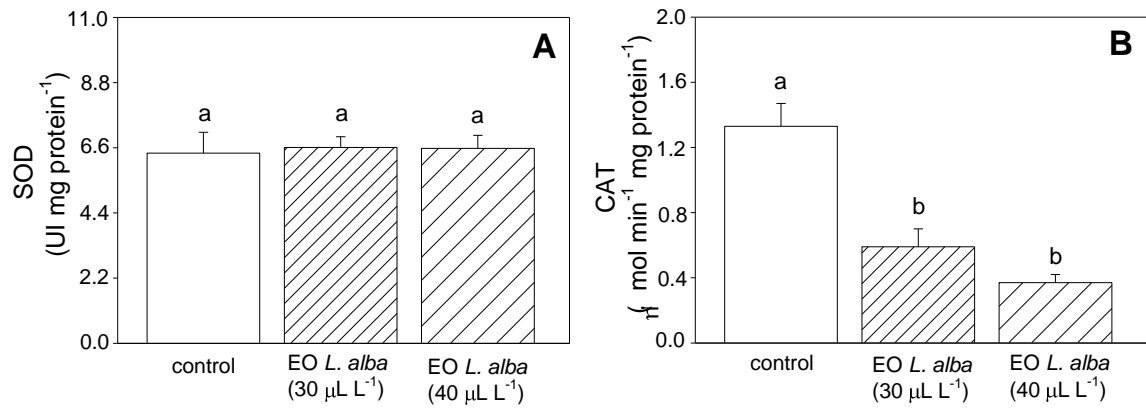 11.0
8.8
6.6
4.4
2.2
0.0
SOD
(UI mg protein⁻¹)
A
a
a
a
control
EO L. alba
(30 μL L⁻¹)
EO L. alba
(40 μL L⁻¹)
2.0
1.6
1.2
0.8
0.4
0.0
CAT
(η mol min⁻¹ mg protein⁻¹)
B
a
b
b
control
EO L. alba
(30 μL L⁻¹)
EO L. alba
(40 μL L⁻¹)